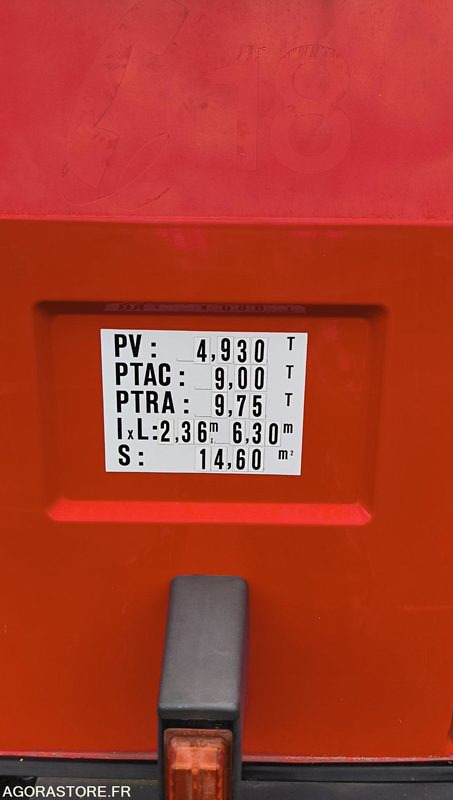 18
PV : 4,930 T
PTAC : 9,00 T
PTRA : 9,75 T
IxL: 2,36m 6,30m
S: 14,60 m²
AGORASTORE.FR